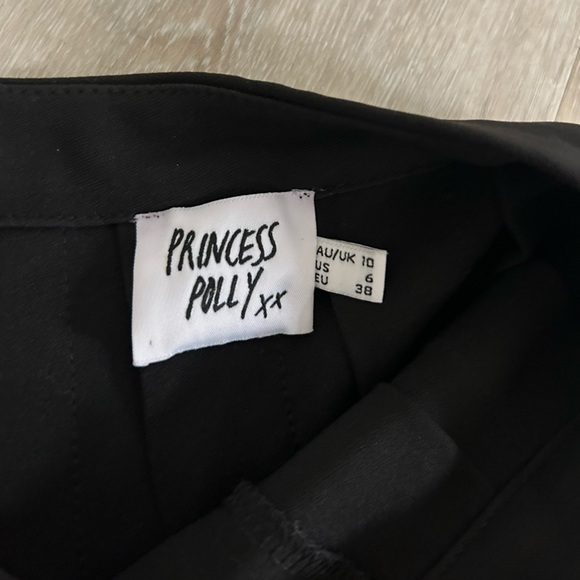 PRINCESS
POLLY xx
AU/UK 10
US 6
EU 38